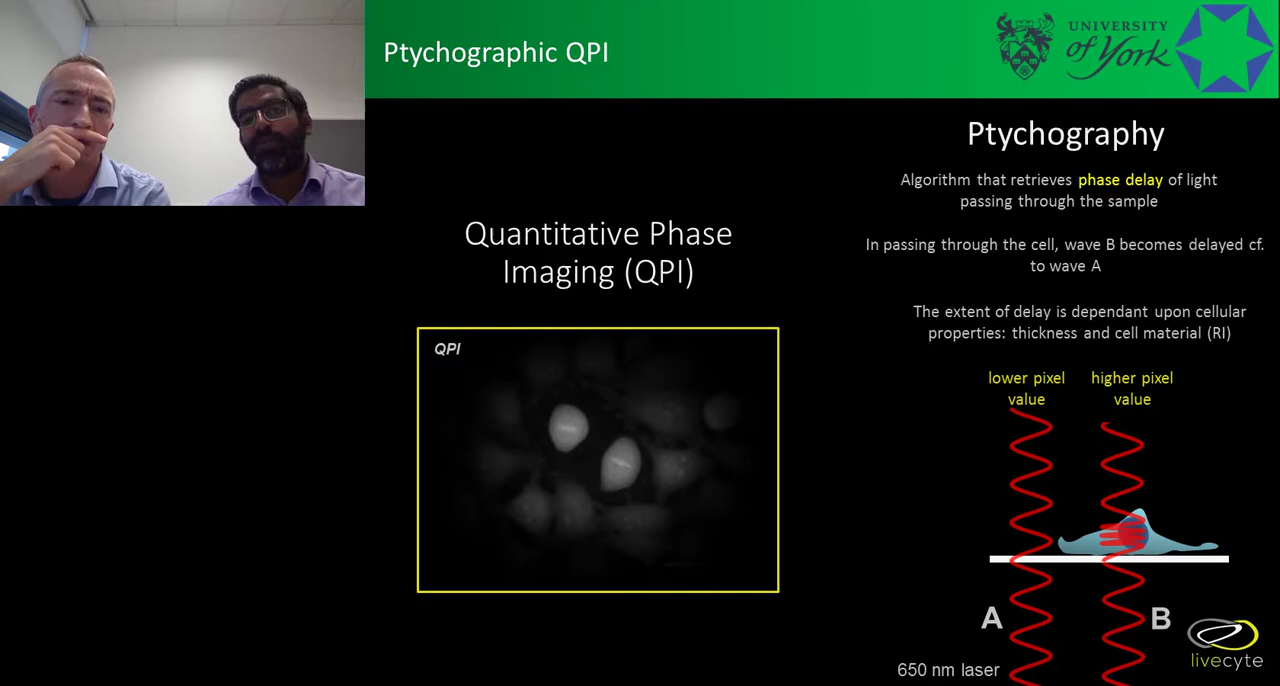 Ptychographic QPI
UNIVERSITY
of York
Ptychography
Algorithm that retrieves phase delay of light
passing through the sample
In passing through the cell, wave B becomes delayed cf.
to wave A
The extent of delay is dependant upon cellular
properties: thickness and cell material (RI)
Quantitative Phase
Imaging (QPI)
QPI
lower pixel
value
higher pixel
value
A
B
650 nm laser
livecyte